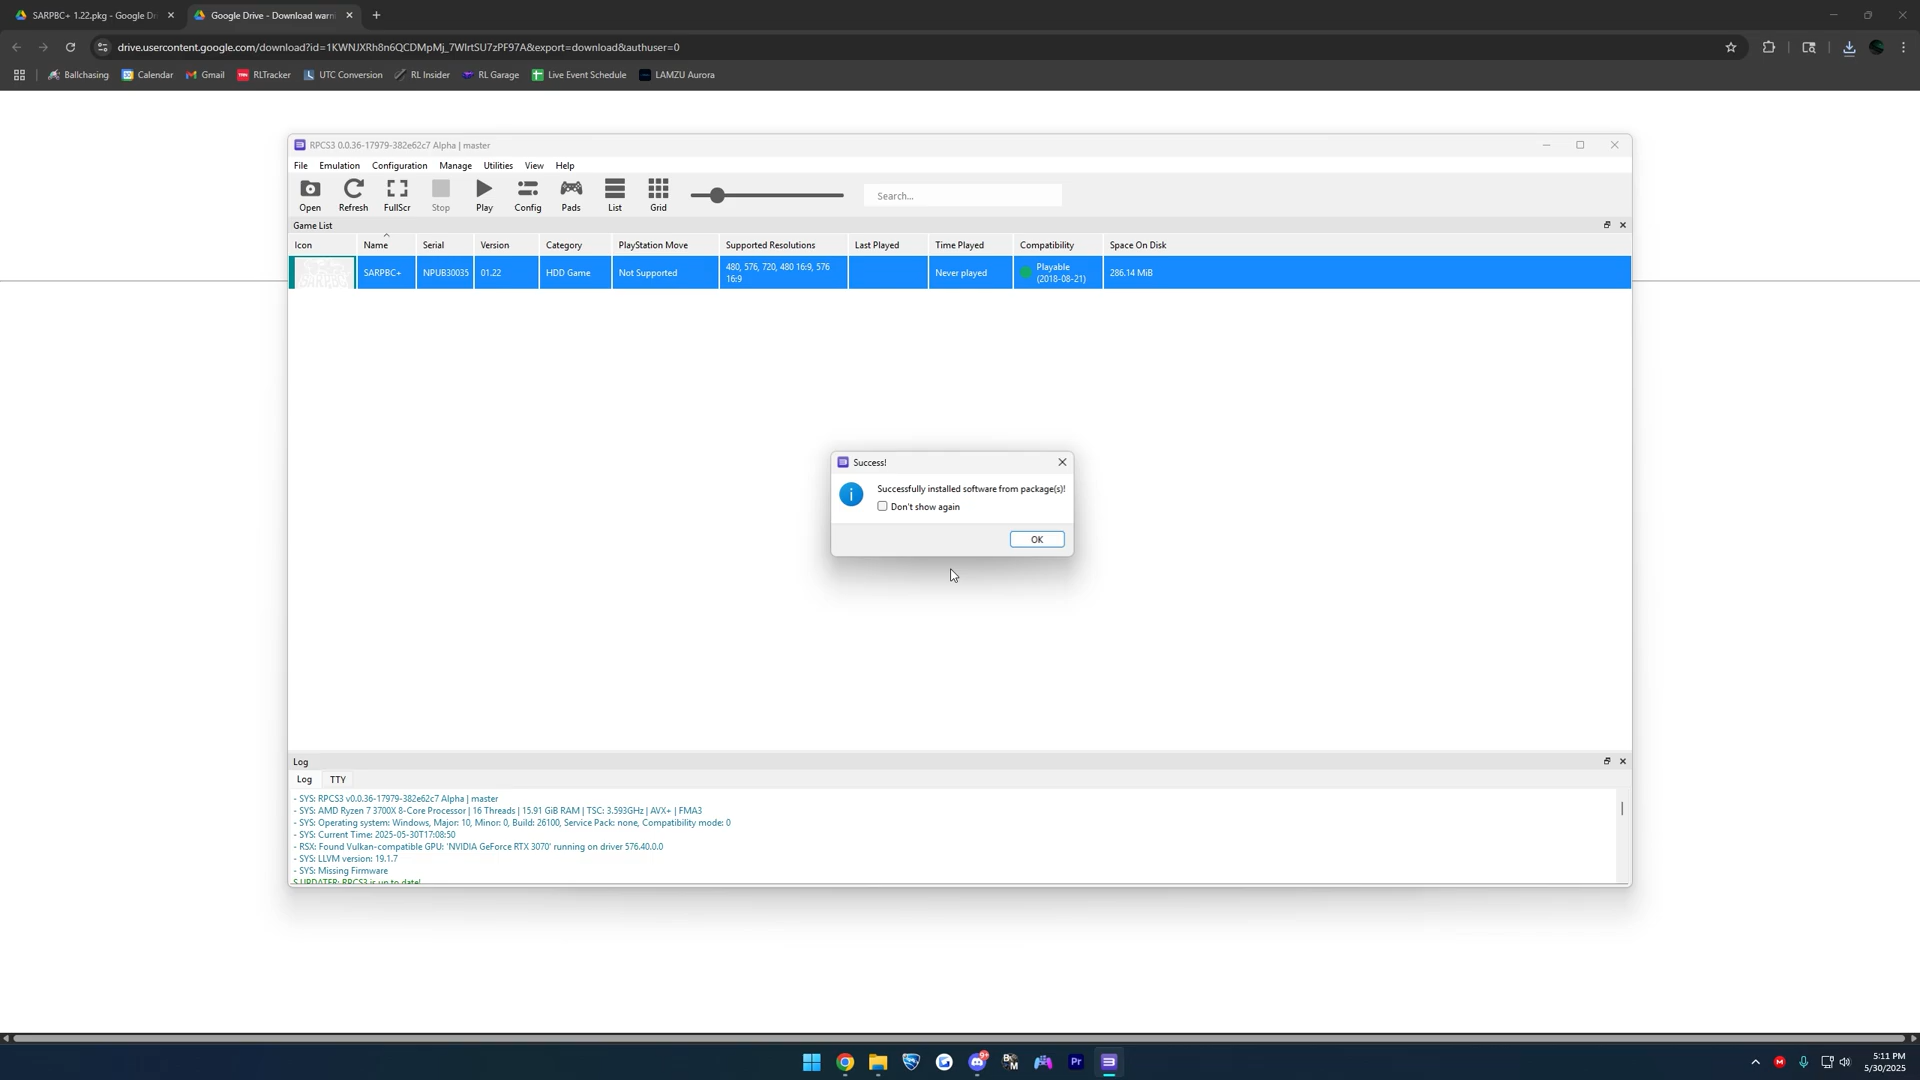 SARPBC+ 1.22.pkg - Google Dr
Google Drive - Download warn
drive.usercontent.google.com/download?id=1KWNJXRh8n6QCDMpMj_7WIrtSU7zPF97A&export=download&authuser=0
Ballchasing
Calendar
Gmail
RLTracker
UTC Conversion
RL Insider
RL Garage
Live Event Schedule
LAMZU Aurora
RPCS3 0.0.36-17979-382e62c7 Alpha | master
File Emulation Configuration Manage Utilities View Help
Open Refresh FullScr Stop Play Config Pads List Grid
Search...
Game List
Icon Name Serial Version Category PlayStation Move Supported Resolutions Last Played Time Played Compatibility Space On Disk
SARPBC+ NPUB30035 01.22 HDD Game Not Supported 480, 576, 720, 480 16:9, 576 16:9 Never played Playable (2018-08-21) 286.14 MiB
Success!
Successfully installed software from package(s)!
Don't show again
OK
Log
Log TTY
- SYS: RPCS3 v0.0.36-17979-382e62c7 Alpha | master
- SYS: AMD Ryzen 7 3700X 8-Core Processor | 16 Threads | 15.91 GiB RAM | TSC: 3.593GHz | AVX+ | FMA3
- SYS: Operating system: Windows, Major: 10, Minor: 0, Build: 26100, Service Pack: none, Compatibility mode: 0
- SYS: Current Time: 2025-05-30T17:08:50
- RSX: Found Vulkan-compatible GPU: 'NVIDIA GeForce RTX 3070' running on driver 576.40.0.0
- SYS: LLVM version: 19.1.7
- SYS: Missing Firmware
S UPDATER: RPCS3 is up to date!
Pr
5:11 PM
5/30/2025